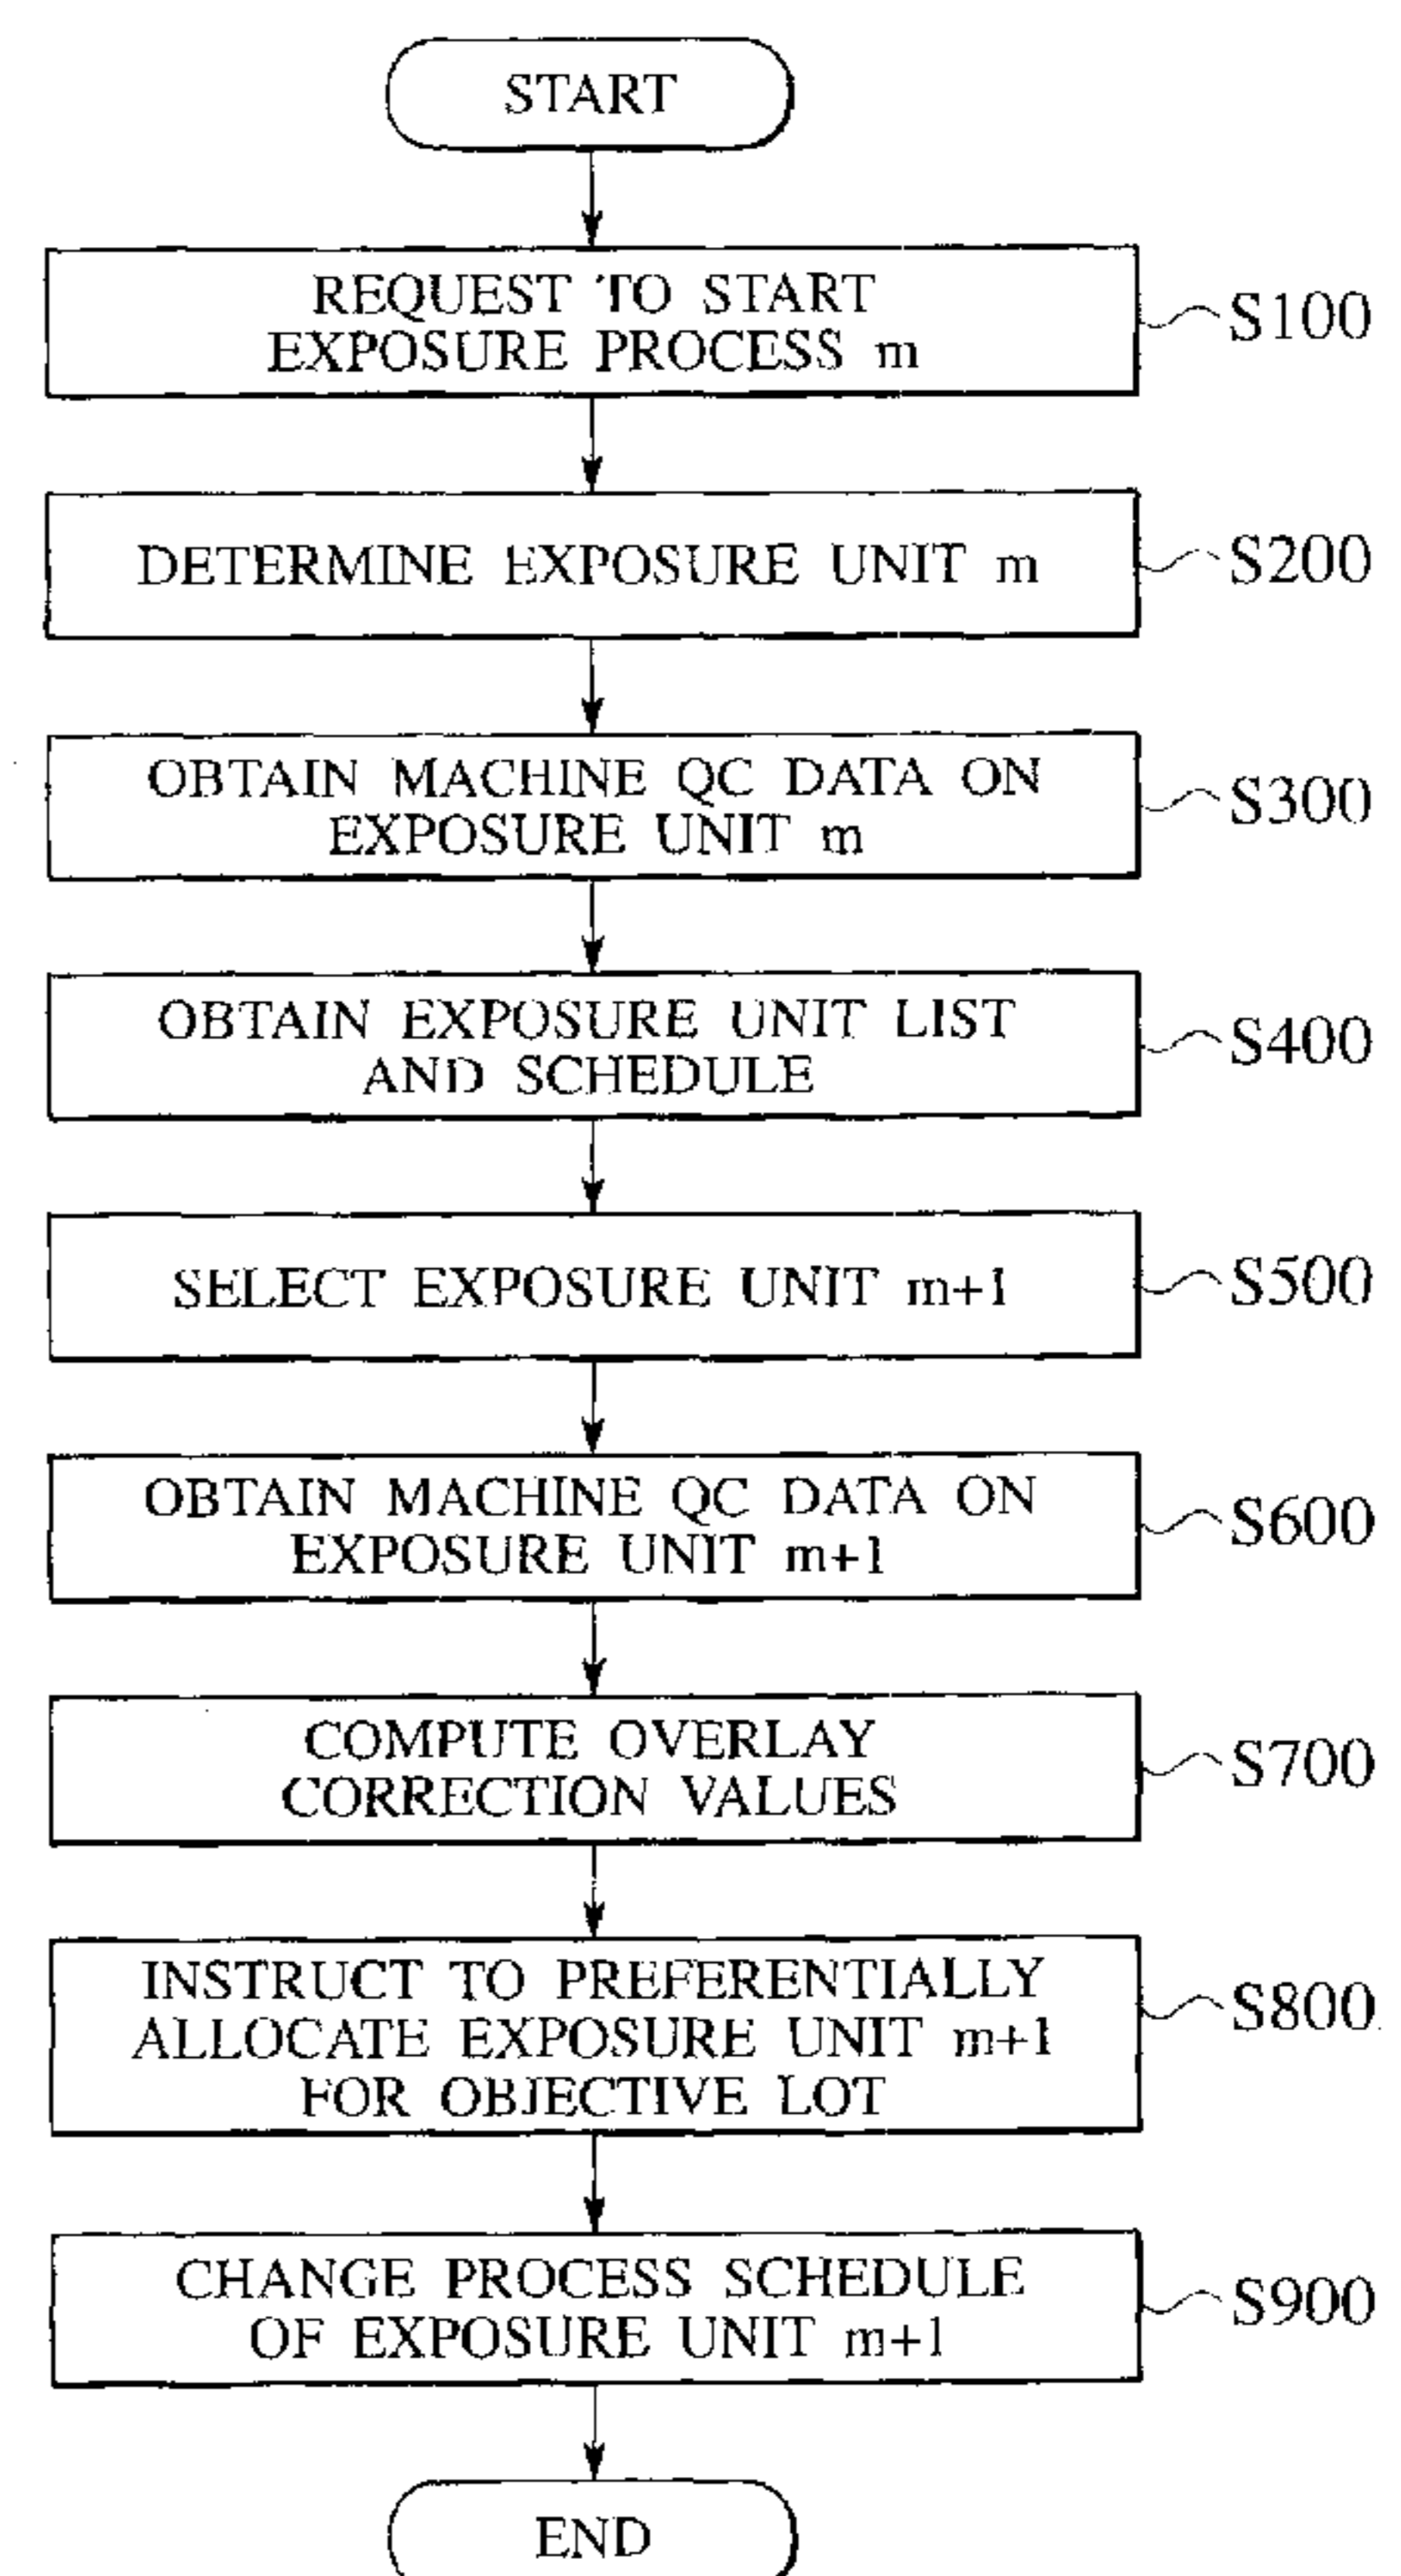 START
REQUEST TO START
EXPOSURE PROCESS m
S100
DETERMINE EXPOSURE UNIT m
S200
OBTAIN MACHINE QC DATA ON
EXPOSURE UNIT m
S300
OBTAIN EXPOSURE UNIT LIST
AND SCHEDULE
S400
SELECT EXPOSURE UNIT m+1
S500
OBTAIN MACHINE QC DATA ON
EXPOSURE UNIT m+1
S600
COMPUTE OVERLAY
CORRECTION VALUES
S700
INSTRUCT TO PREFERENTIALLY
ALLOCATE EXPOSURE UNIT m+1
FOR OBJECTIVE LOT
S800
CHANGE PROCESS SCHEDULE
OF EXPOSURE UNIT m+1
S900
END